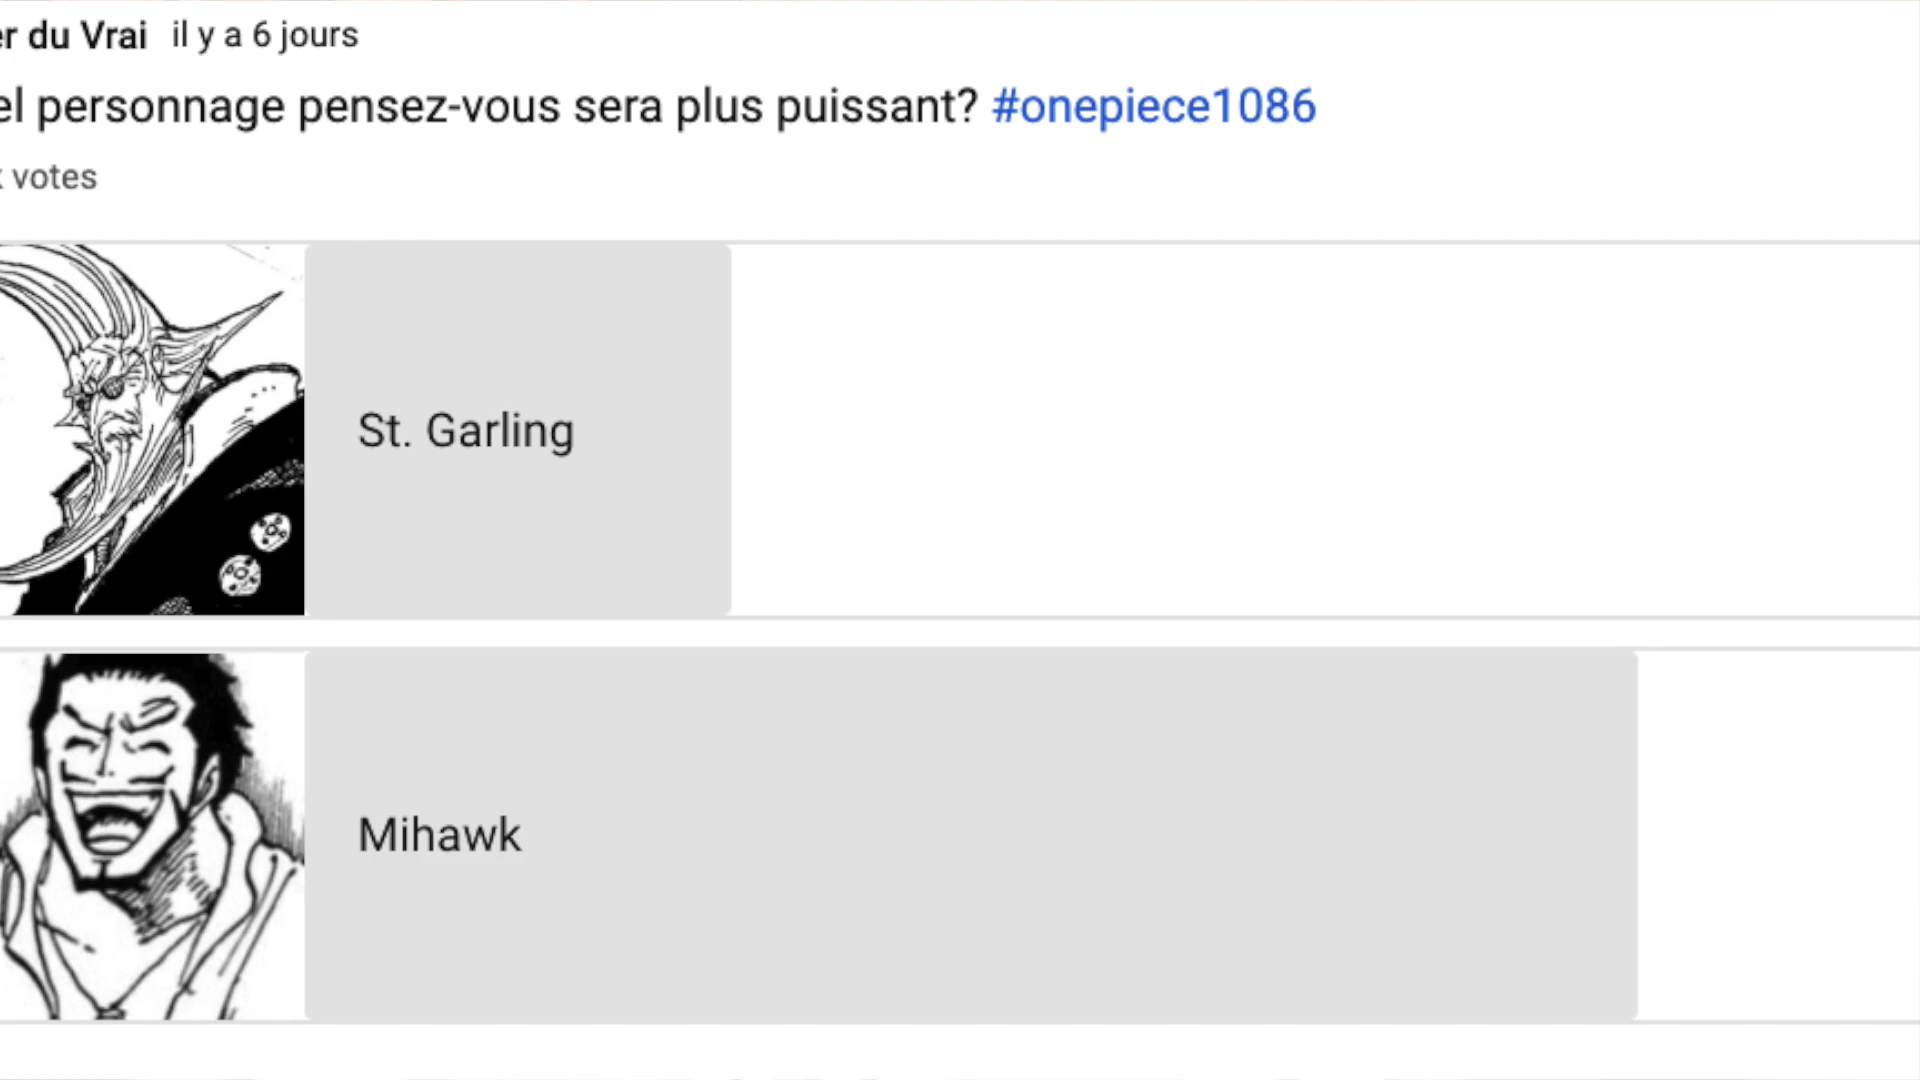 er du Vrai il y a 6 jours
el personnage pensez-vous sera plus puissant? #onepiece1086
votes
St. Garling
Mihawk